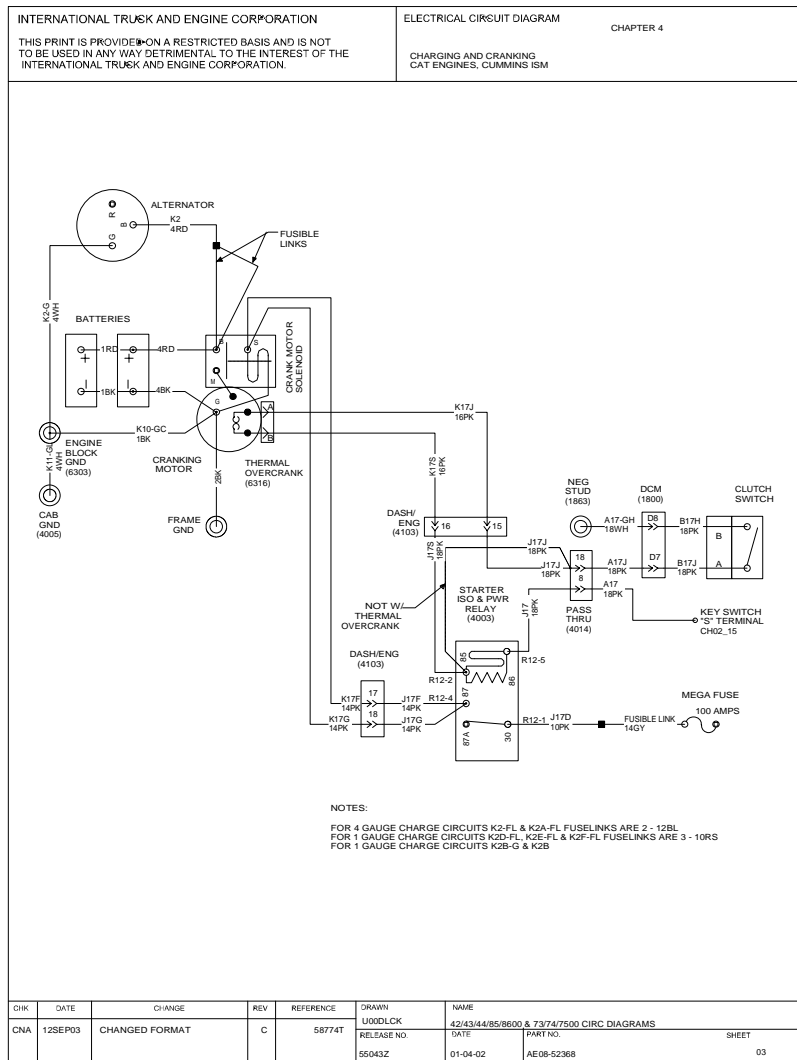 INTERNATIONAL TRUCK AND ENGINE CORPORATION
THIS PRINT IS PROVIDED ON A RESTRICTED BASIS AND IS NOT
TO BE USED IN ANY WAY DETRIMENTAL TO THE INTEREST OF THE
INTERNATIONAL TRUCK AND ENGINE CORPORATION.
ELECTRICAL CIRCUIT DIAGRAM
CHAPTER 4
CHARGING AND CRANKING
CAT ENGINES, CUMMINS ISM
ALTERNATOR
R
B
G
K2
4RD
FUSIBLE
LINKS
K2-G
4WH
BATTERIES
1RD
4RD
+
+
1BK
4BK
B
S
M
G
CRANK MOTOR
SOLENOID
A
B
K10-GC
1BK
ENGINE
BLOCK
GND
(6303)
4WH
CAB
GND
(4005)
CRANKING
MOTOR
2BK
THERMAL
OVERCRANK
(6316)
FRAME
GND
K17J
16PK
K17S
16PK
DASH/
ENG
(4103)
16
15
J17S
18PK
J17J
18PK
J17J
18PK
NEG
STUD
(1863)
DCM
(1800)
CLUTCH
SWITCH
A17-GH
18WH
D8
B17H
18PK
B
18
A17J
18PK
D7
B17J
18PK
A
8
A17
18PK
PASS
THRU
(4014)
KEY SWITCH
"S" TERMINAL
CH02_15
NOT W/
THERMAL
OVERCRANK
STARTER
ISO & PWR
RELAY
(4003)
J17
18PK
85
86
R12-5
R12-2
DASH/ENG
(4103)
K17F
14PK
17
J17F
14PK
R12-4
87
K17G
14PK
18
J17G
14PK
87A
30
R12-1
J17D
10PK
FUSIBLE LINK
14GY
MEGA FUSE
100 AMPS
NOTES:
FOR 4 GAUGE CHARGE CIRCUITS K2-FL & K2A-FL FUSELINKS ARE 2 - 12BL
FOR 1 GAUGE CHARGE CIRCUITS K2D-FL, K2E-FL & K2F-FL FUSELINKS ARE 3 - 10RS
FOR 1 GAUGE CHARGE CIRCUITS K2B-G & K2B
CHK DATE CHANGE REV REFERENCE
CNA 12SEP03 CHANGED FORMAT C 58774T
DRAWN
U00DLCK
NAME
42/43/44/85/8600 & 73/74/7500 CIRC DIAGRAMS
RELEASE NO.
55043Z
DATE
01-04-02
PART NO.
AE08-52368
SHEET
03